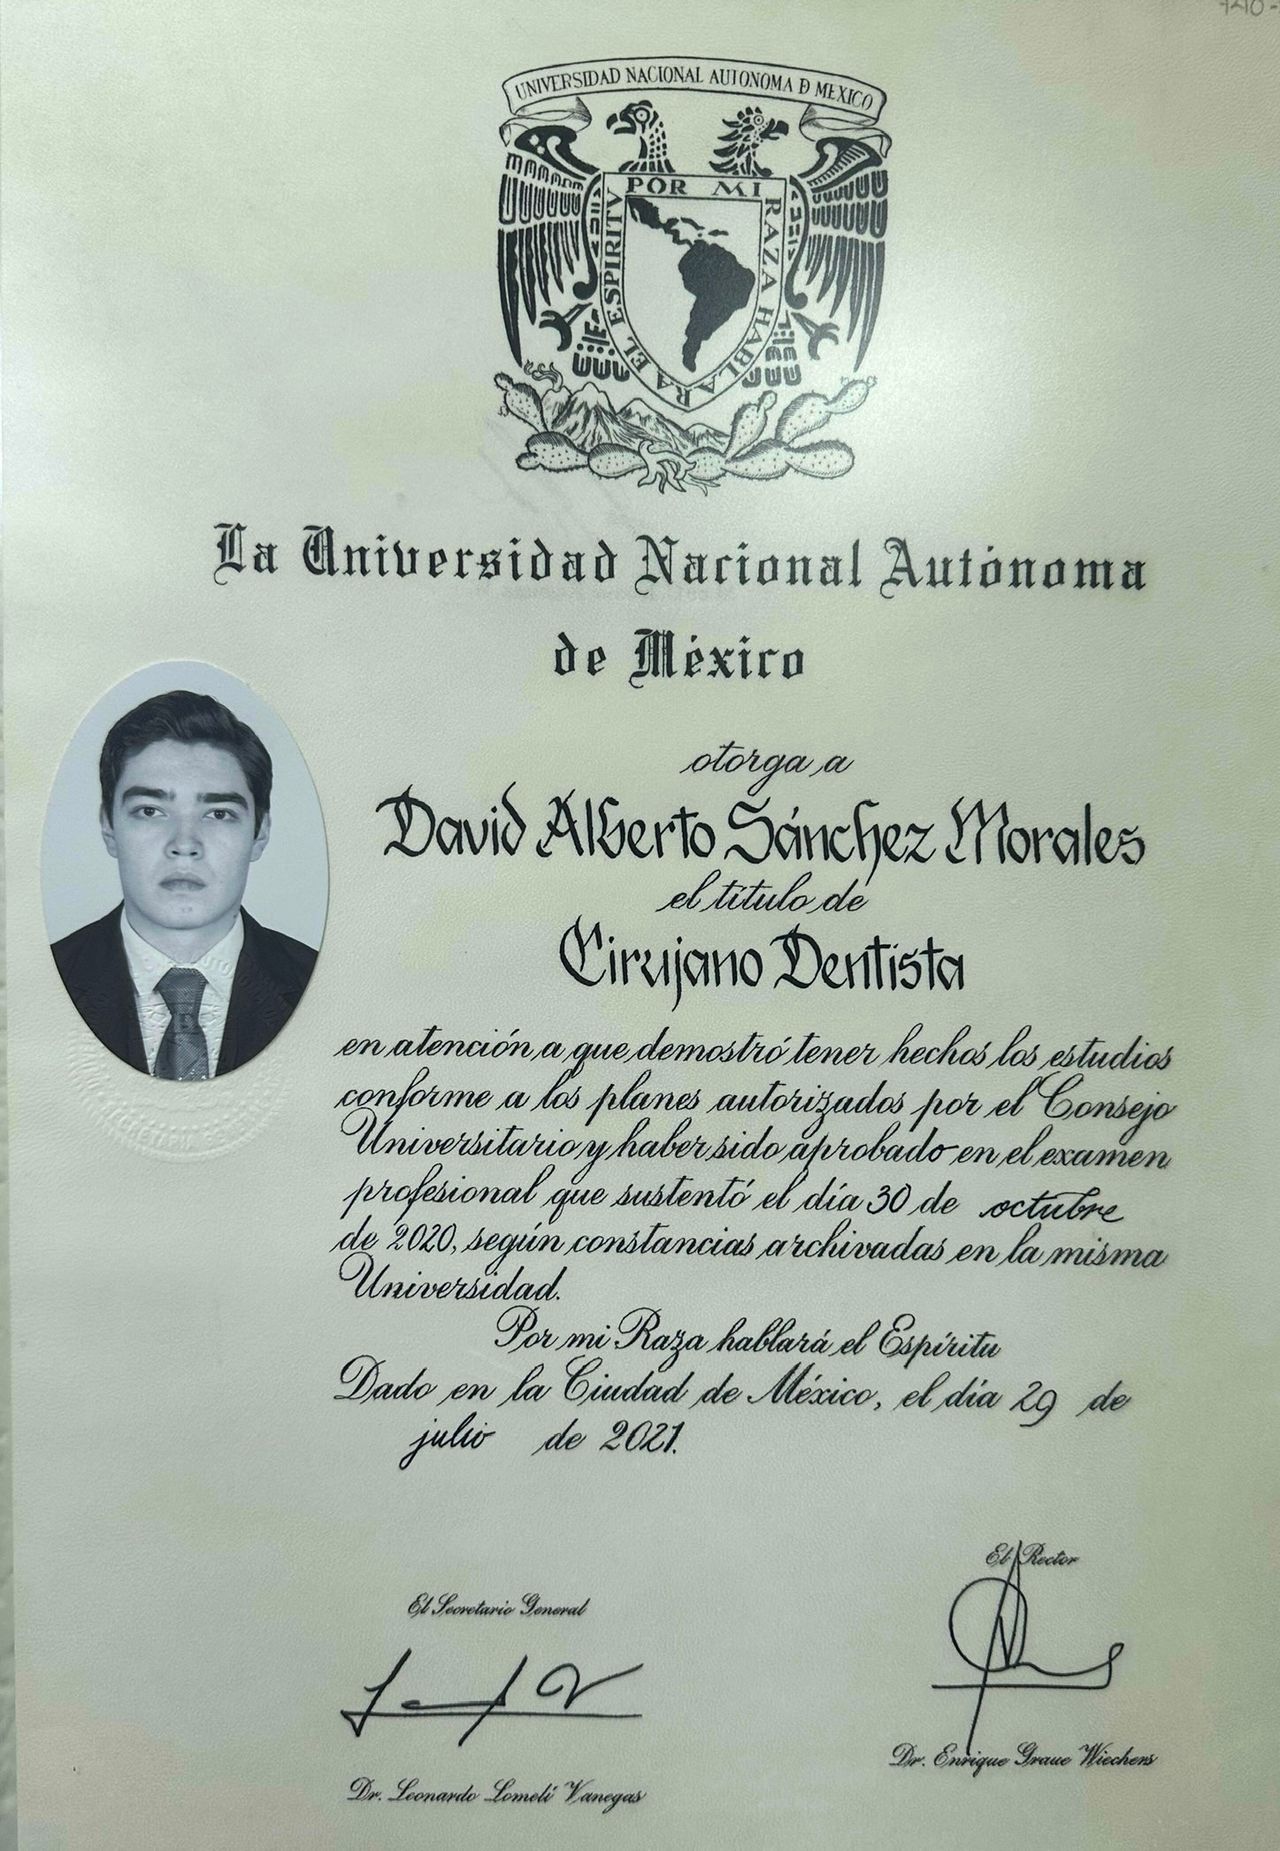 UNIVERSIDAD NACIONAL AUTONOMA D MEXICO
POR MI RAZA HABLARA EL ESPIRITV
La Universidad Nacional Autónoma
de México
otorga a
David Alberto Sánchez Morales
el título de
Cirujano Dentista
en atención a que demostró tener hechos los estudios
conforme a los planes autorizados por el Consejo
Universitario y haber sido aprobado en el examen
profesional que sustentó el día 30 de octubre
de 2020, según constancias archivadas en la misma
Universidad.
Por mi Raza hablará el Espíritu
Dado en la Ciudad de México, el día 29 de
julio de 2021.
El Rector
El Secretario General
Dr. Enrique Graue Wiechers
Dr. Leonardo Lomelí Vanegas